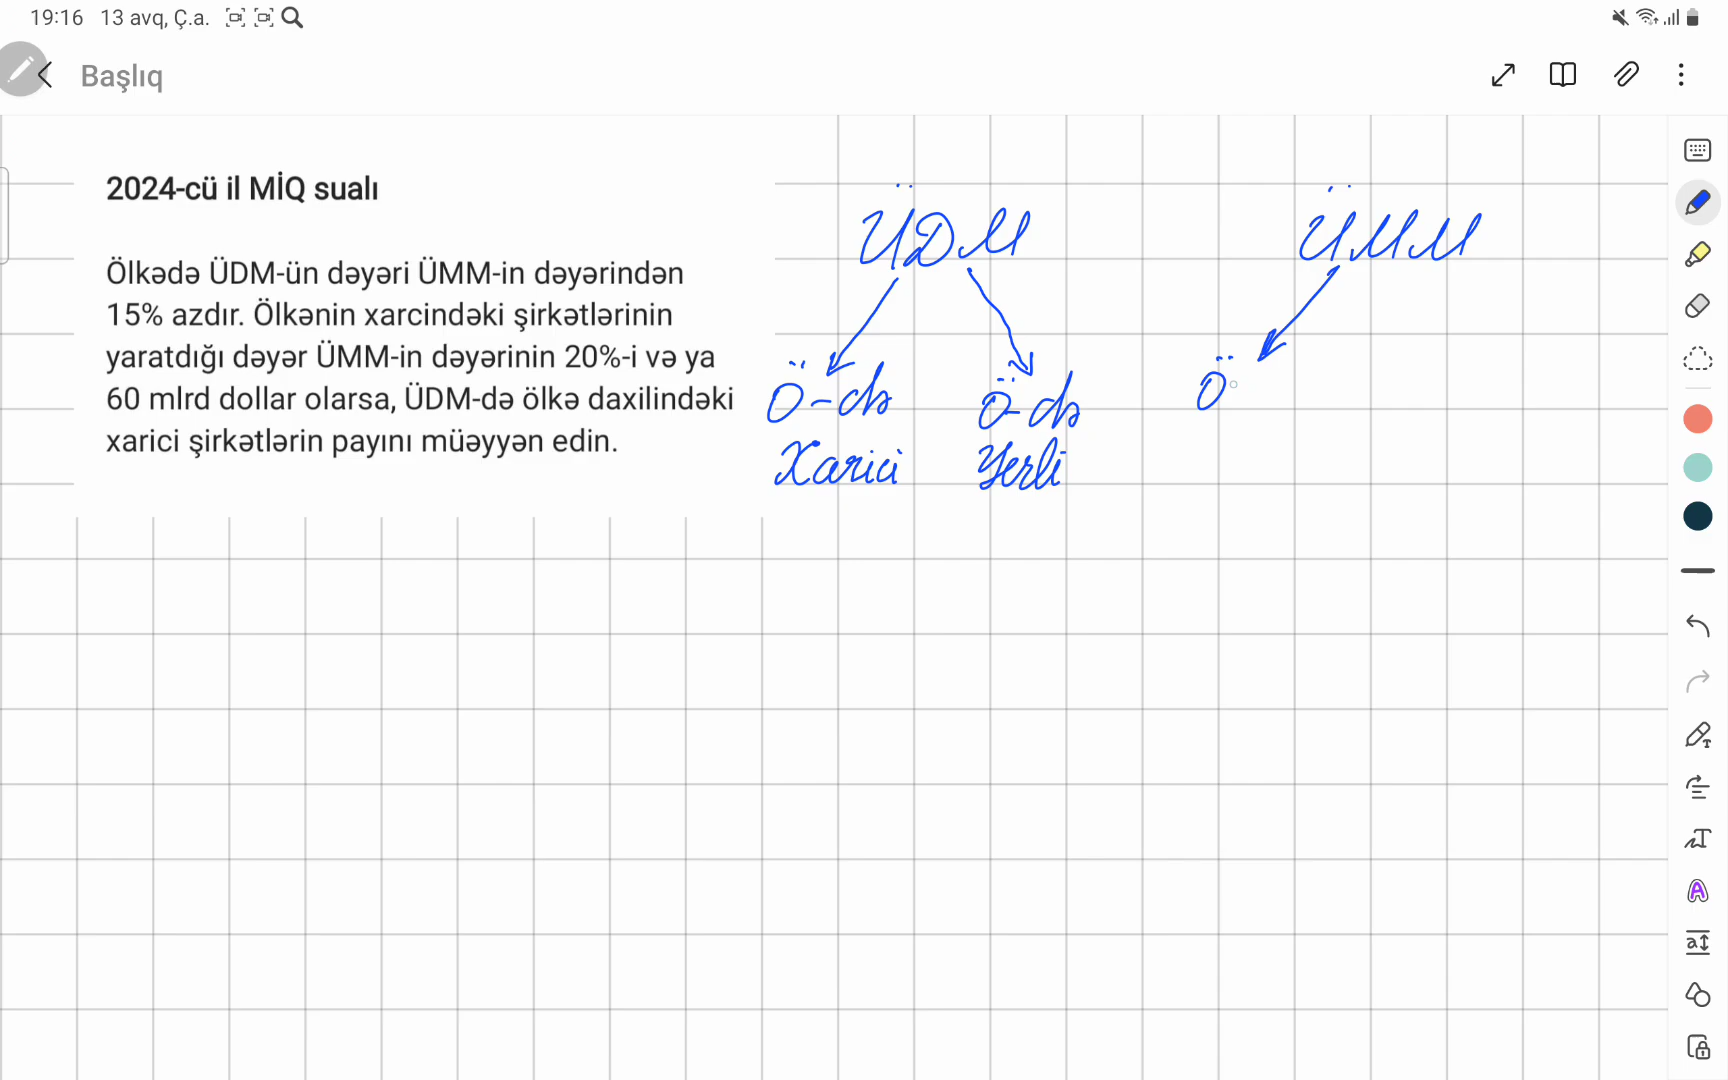 19:16 13 avq, Ç.a.
Başlıq
2024-cü il MİQ sualı
Ölkədə ÜDM-ün dəyəri ÜMM-in dəyərindən
15% azdır. Ölkənin xarcindəki şirkətlərinin
yaratdığı dəyər ÜMM-in dəyərinin 20%-i və ya
60 mlrd dollar olarsa, ÜDM-də ölkə daxilindəki
xarici şirkətlərin payını müəyyən edin.
ÜDM ÜMM
Ö-də Ö-də Ö
Xarici Yerli